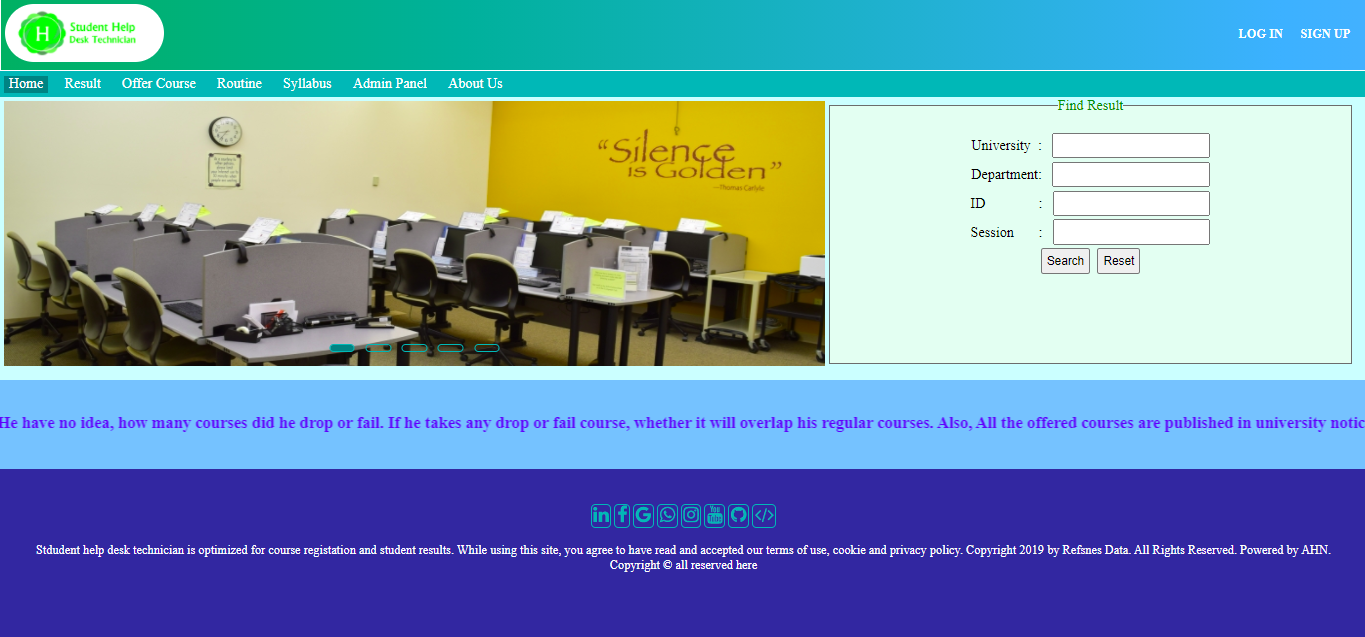 H
Student Help
Desk Technician
LOG IN SIGN UP
Home Result Offer Course Routine Syllabus Admin Panel About Us
“Silence
is Golden”
—Thomas Carlyle
Find Result
University :
Department:
ID :
Session :
Search Reset
He have no idea, how many courses did he drop or fail. If he takes any drop or fail course, whether it will overlap his regular courses. Also, All the offered courses are published in university notic
Stdudent help desk technician is optimized for course registation and student results. While using this site, you agree to have read and accepted our terms of use, cookie and privacy policy. Copyright 2019 by Refsnes Data. All Rights Reserved. Powered by AHN.
Copyright © all reserved here